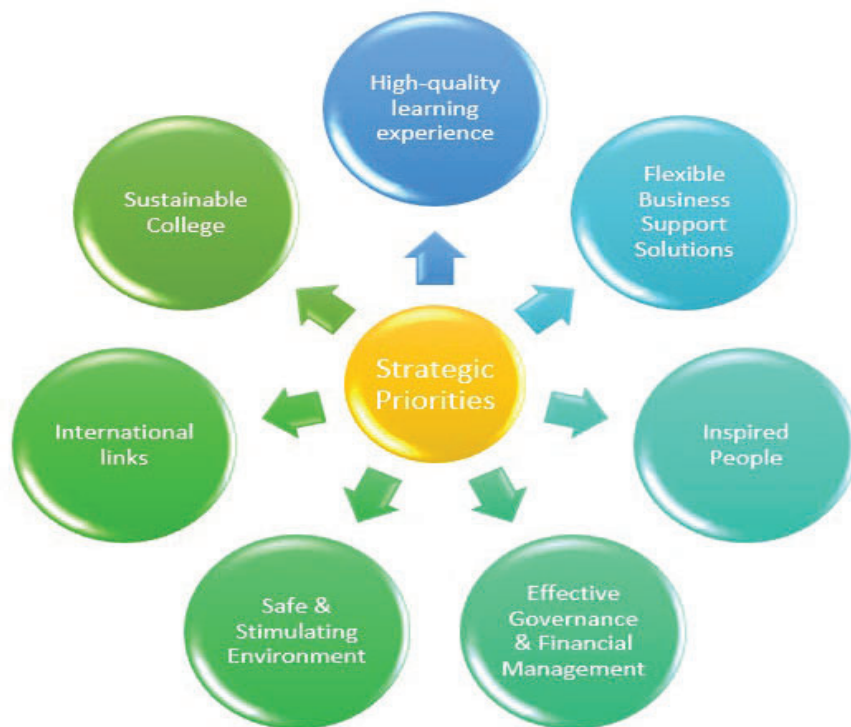 High-quality
learning
experience
Flexible
Business
Support
Solutions
Inspired
People
Effective
Governance
& Financial
Management
Safe &
Stimulating
Environment
International
links
Sustainable
College
Strategic
Priorities